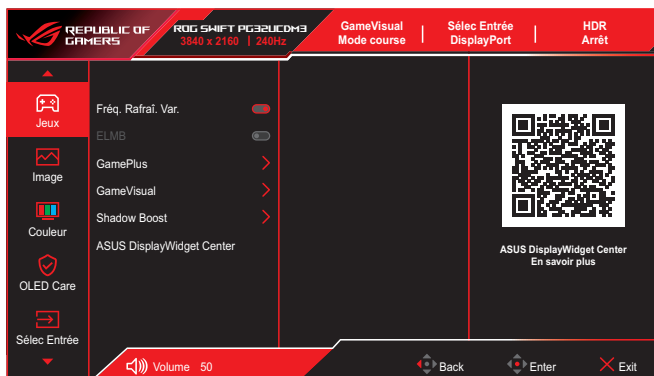 REPUBLIC OF
GAMERS
ROG SWIFT PG32UCDM3
3840 x 2160 | 240Hz
GameVisual
Mode course
Sélec Entrée
DisplayPort
HDR
Arrêt
Jeux
Image
Couleur
OLED Care
Sélec Entrée
Fréq. Rafraî. Var.
ELMB
GamePlus
GameVisual
Shadow Boost
ASUS DisplayWidget Center
ASUS DisplayWidget Center
En savoir plus
Volume 50
Back
Enter
Exit